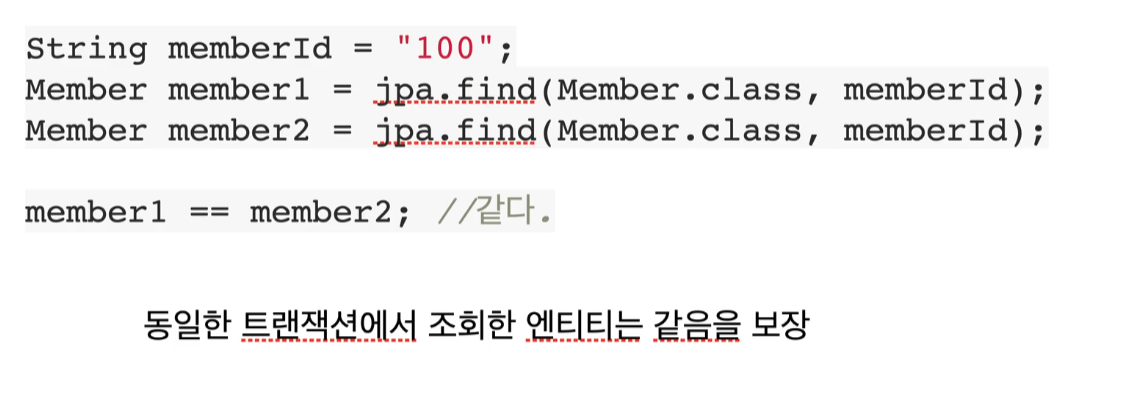 String memberId = "100";
Member member1 = jpa.find(Member.class, memberId);
Member member2 = jpa.find(Member.class, memberId);
member1 == member2; //같다.
동일한 트랜잭션에서 조회한 엔티티는 같음을 보장